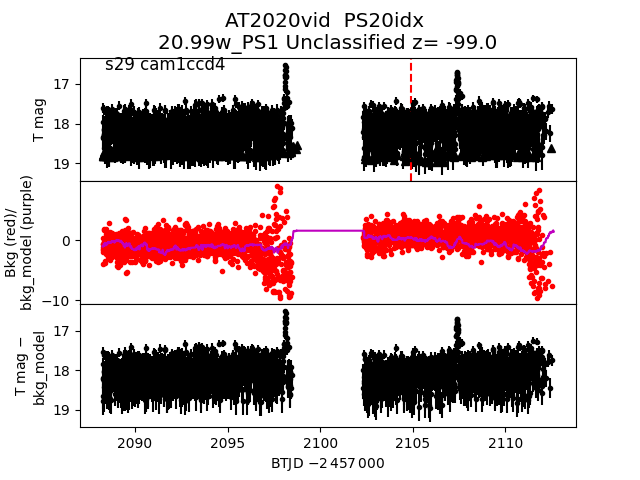 AT2020vid PS20idx
20.99w_PS1 Unclassified z= -99.0
s29 cam1ccd4
T mag
17
18
19
Bkg (red)/
bkg_model (purple)
0
−10
T mag −
bkg_model
17
18
19
2090
2095
2100
2105
2110
BTJD −2 457 000